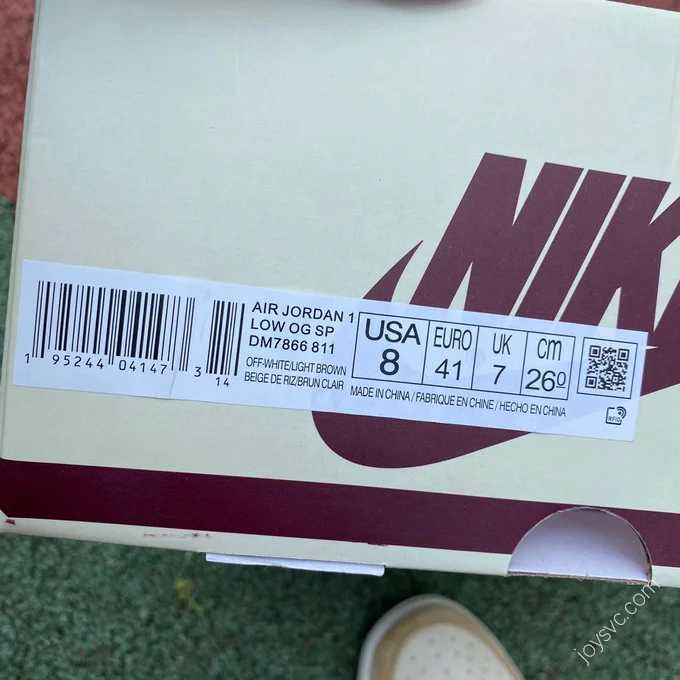 NIK
AIR JORDAN 1
LOW OG SP
DM7866 811
OFF-WHITE/LIGHT BROWN
BEIGE DE RIZ/BRUN CLAIR
1 95244 04147 3
14
USA
8
EURO
41
UK
7
cm
260
MADE IN CHINA / FABRIQUE EN CHINE / HECHO EN CHINA
RFID
joysvc.com